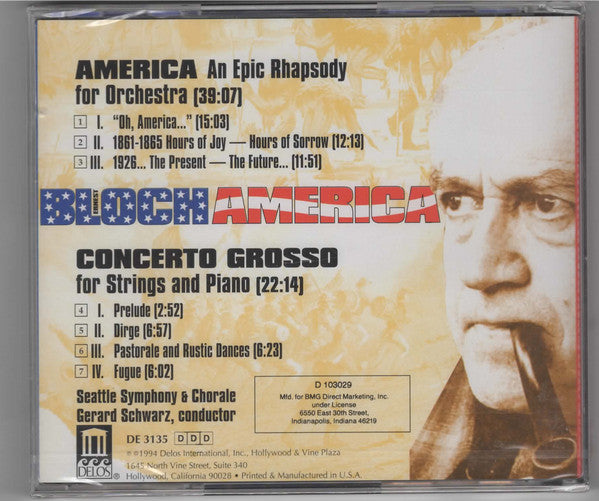 AMERICA An Epic Rhapsody
for Orchestra (39:07)
1 I. "Oh, America..." (15:03)
2 II. 1861-1865 Hours of Joy — Hours of Sorrow (12:13)
3 III. 1926... The Present — The Future... (11:51)
ERNEST
BLOCH AMERICA
CONCERTO GROSSO
for Strings and Piano (22:14)
4 I. Prelude (2:52)
5 II. Dirge (6:57)
6 III. Pastorale and Rustic Dances (6:23)
7 IV. Fugue (6:02)
Seattle Symphony & Chorale
Gerard Schwarz, conductor
D 103029
Mfd. for BMG Direct Marketing, Inc.
under License
6550 East 30th Street,
Indianapolis, Indiana 46219
DELOS
DE 3135 D D D
℗ ©1994 Delos International, Inc., Hollywood & Vine Plaza
1645 North Vine Street, Suite 340
Hollywood, California 90028 • Printed & Manufactured in U.S.A.